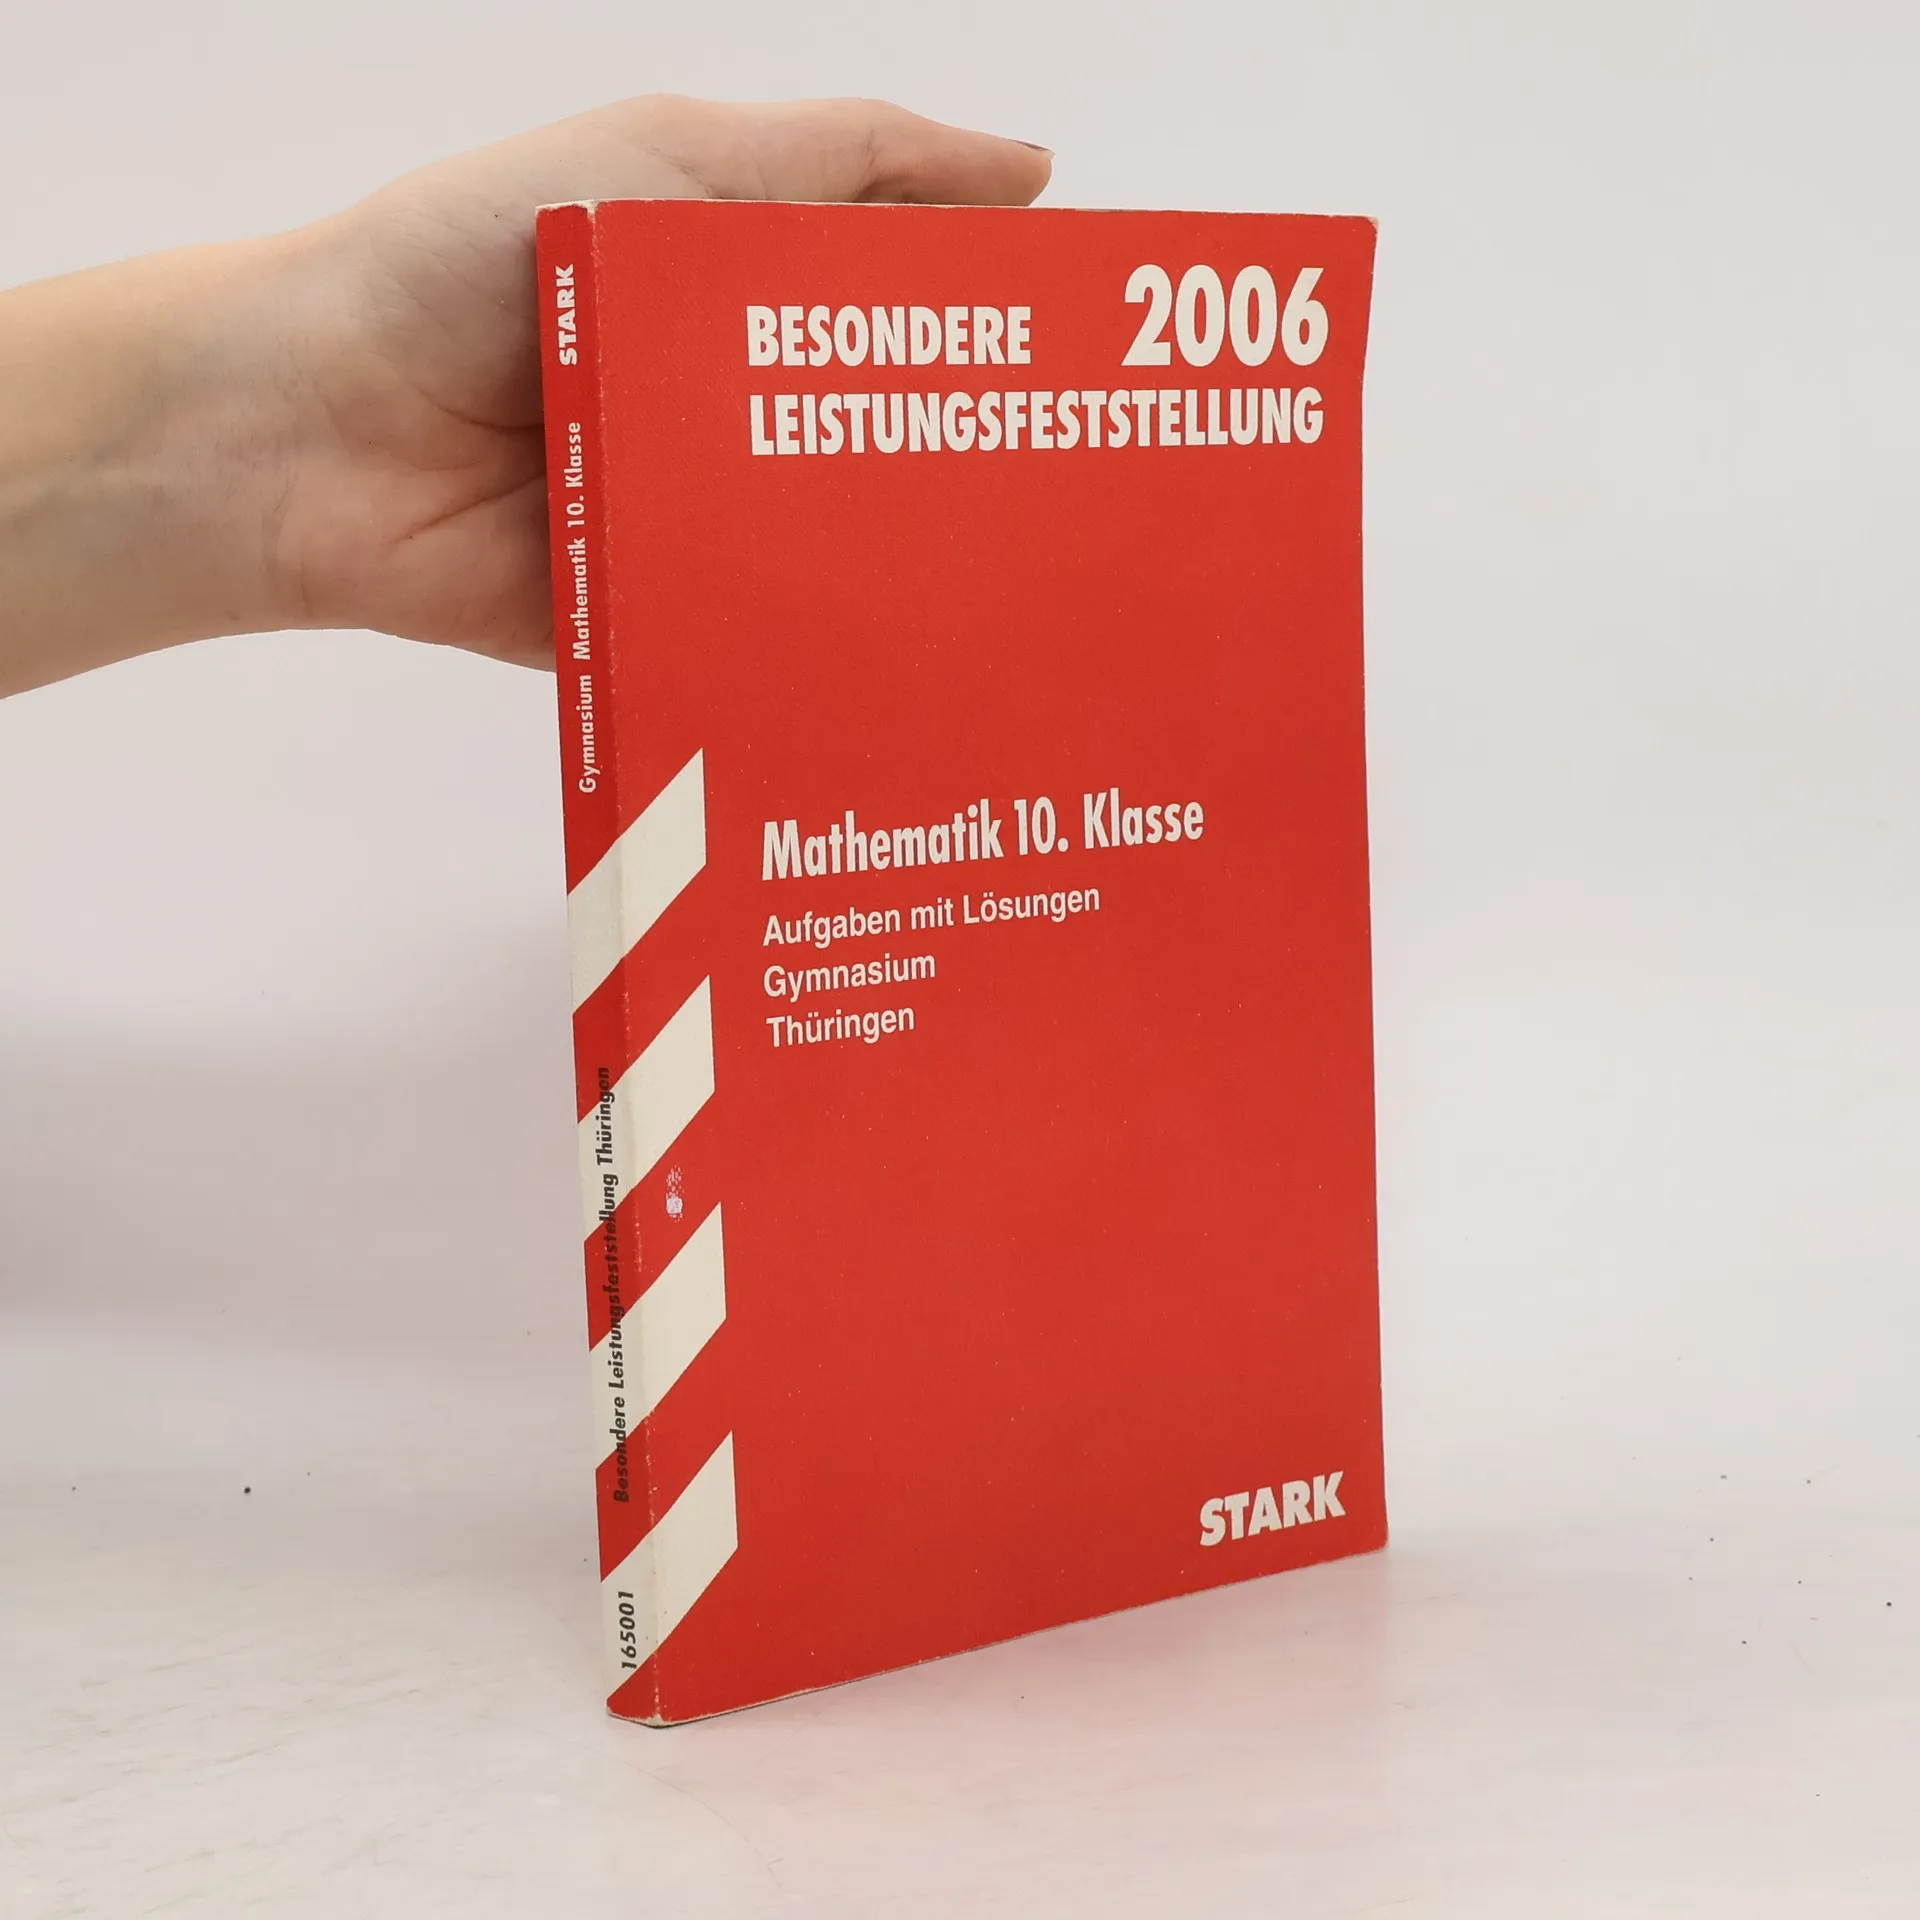 BESONDERE 2006
LEISTUNGSFESTSTELLUNG
Mathematik 10. Klasse
Aufgaben mit Lösungen
Gymnasium
Thüringen
STARK
STARK
Gymnasium Mathematik 10. Klasse
Besondere Leistungsfeststellung Thüringen
165001